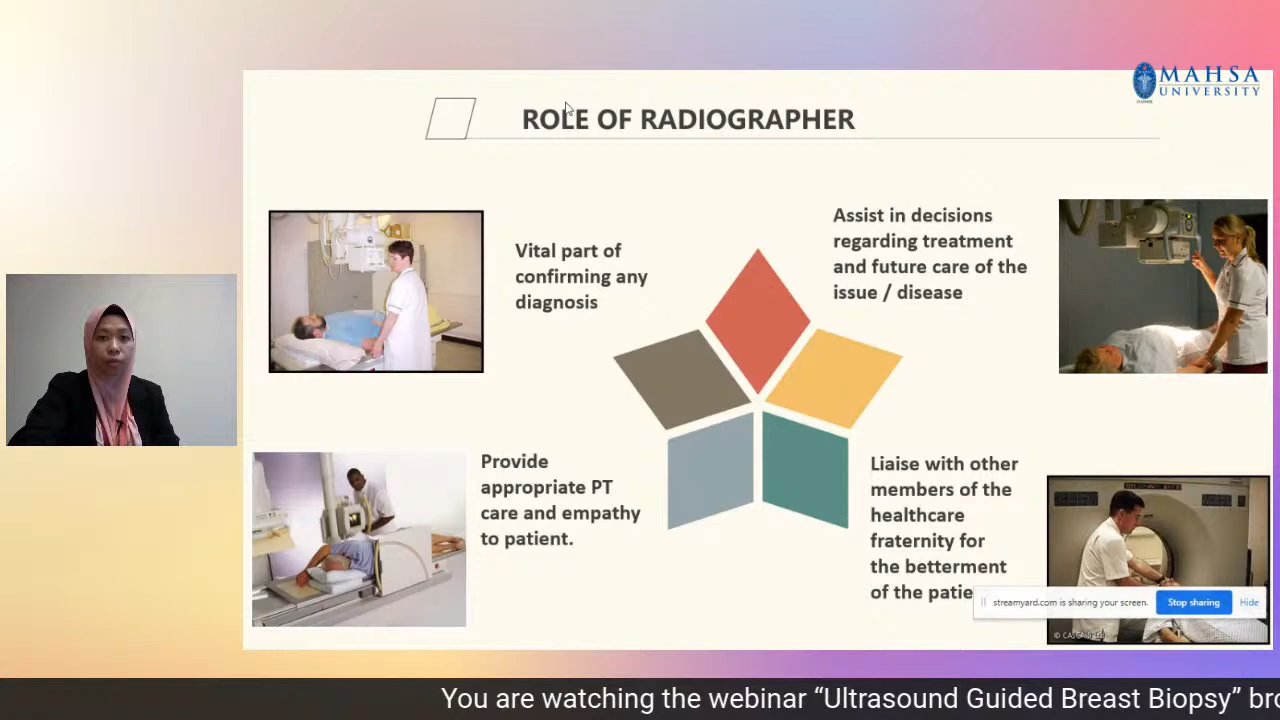 MAHSA
UNIVERSITY
ROLE OF RADIOGRAPHER
Vital part of
confirming any
diagnosis
Assist in decisions
regarding treatment
and future care of the
issue / disease
Provide
appropriate PT
care and empathy
to patient.
Liaise with other
members of the
healthcare
fraternity for
the betterment
of the patie
streamyard.com is sharing your screen.
Stop sharing
Hide
You are watching the webinar “Ultrasound Guided Breast Biopsy” bro